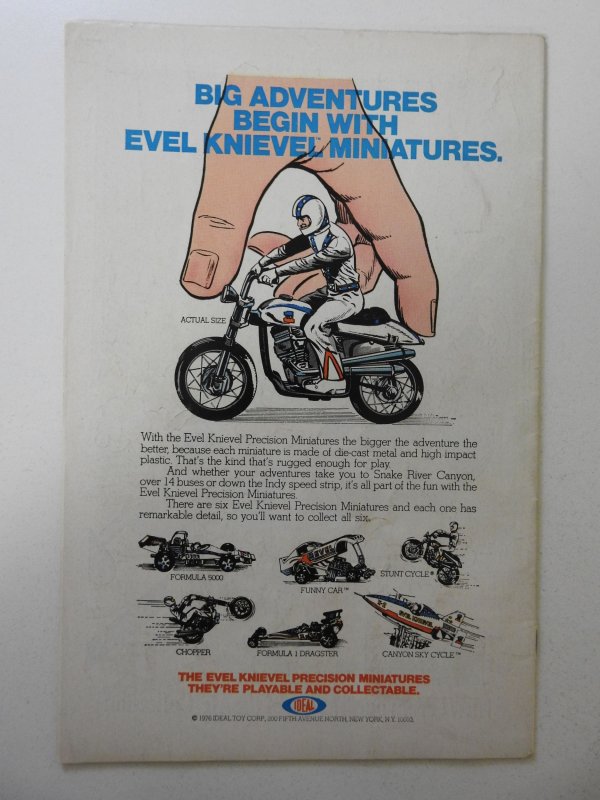 BIG ADVENTURES
BEGIN WITH
EVEL KNIEVEL™ MINIATURES.
ACTUAL SIZE
With the Evel Knievel Precision Miniatures the bigger the adventure the
better, because each miniature is made of die-cast metal and high impact
plastic. That's the kind that's rugged enough for play.
And whether your adventures take you to Snake River Canyon,
over 14 buses or down the Indy speed strip, it's all part of the fun with the
Evel Knievel Precision Miniatures.
There are six Evel Knievel Precision Miniatures and each one has
remarkable detail, so you'll want to collect all six.
FORMULA 5000
FUNNY CAR™
STUNT CYCLE®
CHOPPER
FORMULA 1 DRAGSTER
EVEL KNIEVEL
CANYON SKY CYCLE™
THE EVEL KNIEVEL PRECISION MINIATURES
THEY'RE PLAYABLE AND COLLECTABLE.
IDEAL
© 1976 IDEAL TOY CORP., 200 FIFTH AVENUE NORTH, NEW YORK, N.Y. 10010.